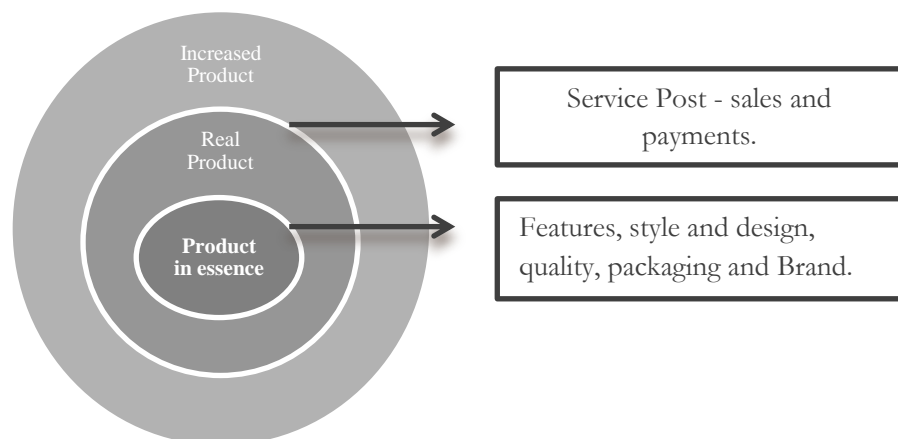 Increased
Product
Real
Product
Product
in essence
Service Post - sales and
payments.
Features, style and design,
quality, packaging and Brand.